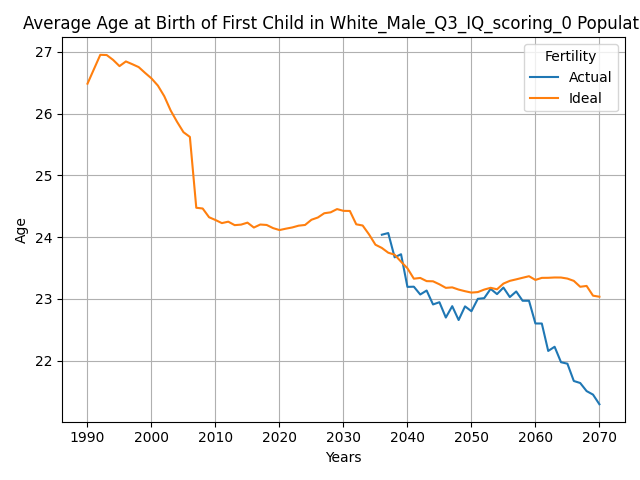 Average Age at Birth of First Child in White_Male_Q3_IQ_scoring_0 Populat
Fertility
Actual
Ideal
Age
27
26
25
24
23
22
1990 2000 2010 2020 2030 2040 2050 2060 2070
Years